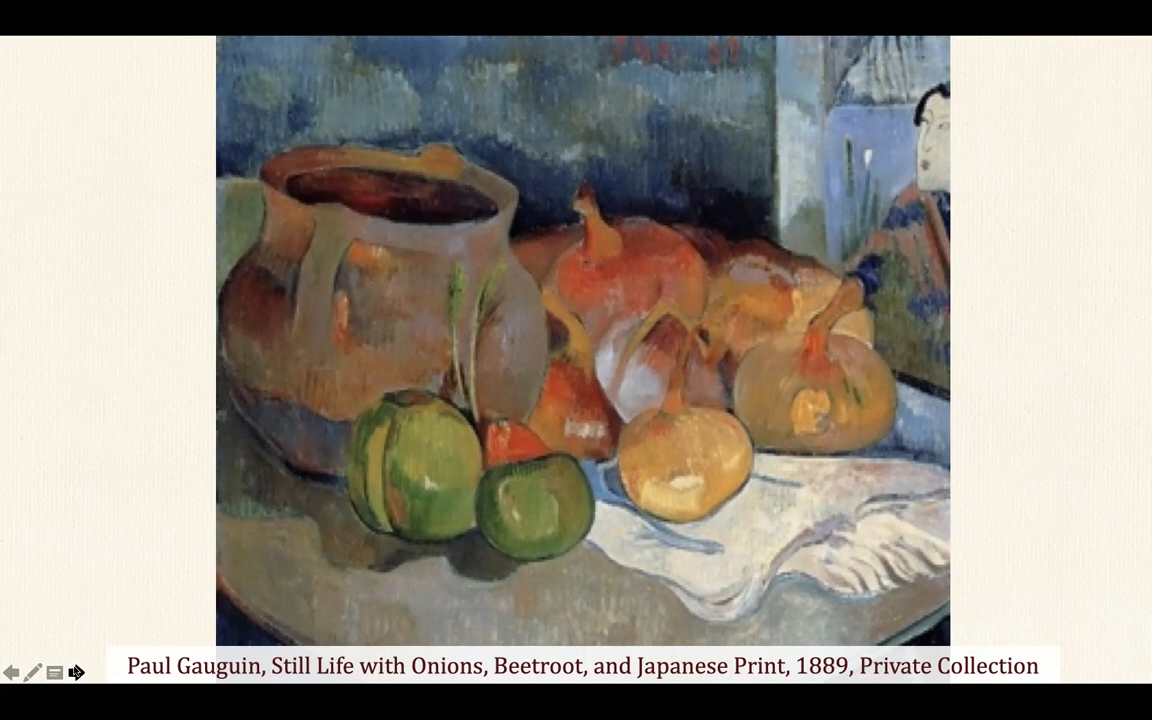 Paul Gauguin, Still Life with Onions, Beetroot, and Japanese Print, 1889, Private Collection